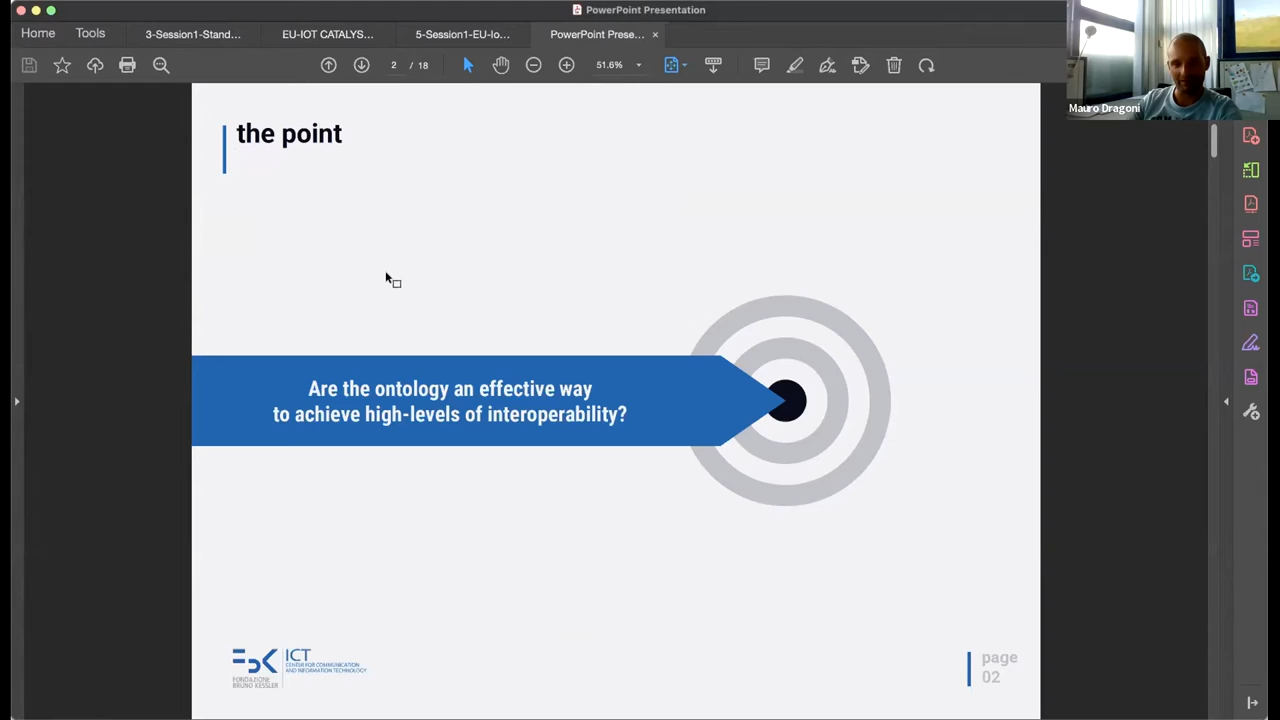 PowerPoint Presentation
Home
Tools
3-Session1-Stand...
EU-IOT CATALYS...
5-Session1-EU-Io...
PowerPoint Prese...
2 / 18
51.6%
Mauro Dragoni
the point
Are the ontology an effective way
to achieve high-levels of interoperability?
FBK
FONDAZIONE
BRUNO KESSLER
ICT
CENTER FOR COMMUNICATION
AND INFORMATION TECHNOLOGY
page
02